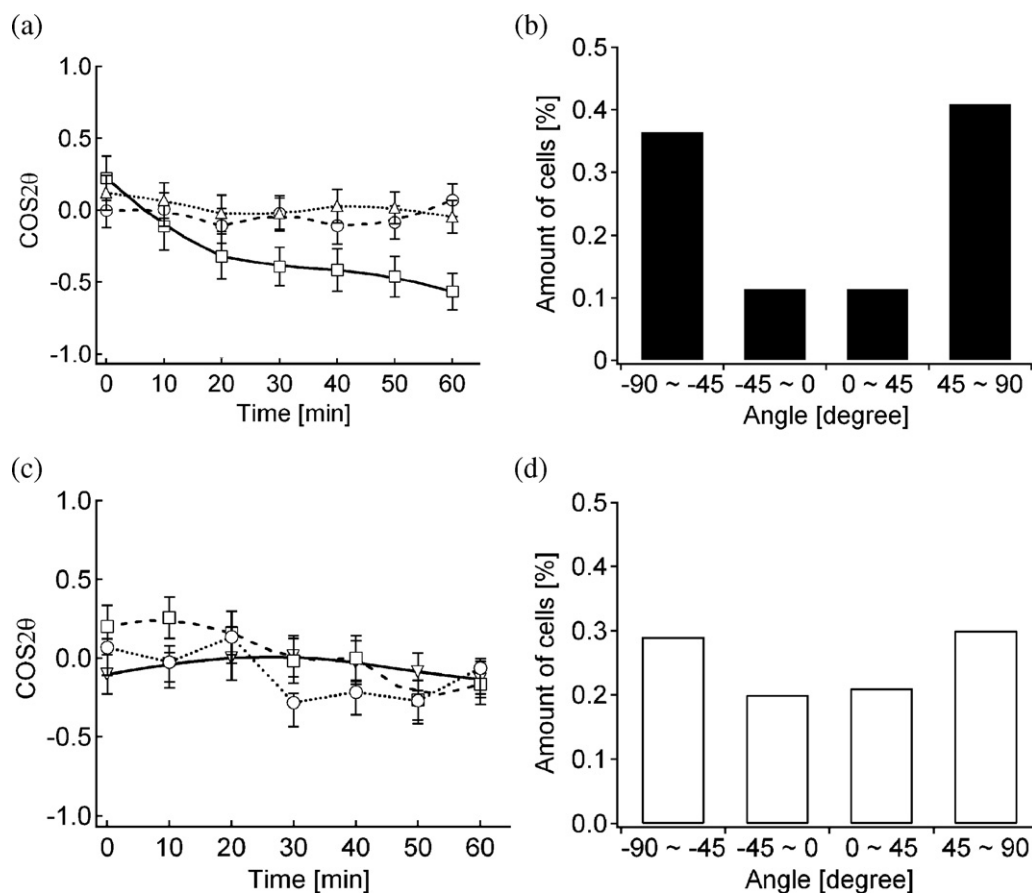 (a)
1.0
0.5
0.0
-0.5
-1.0
COS2θ
0 10 20 30 40 50 60
Time [min]
(b)
0.5
0.4
0.3
0.2
0.1
0
Amount of cells [%]
-90 ~ -45 -45 ~ 0 0 ~ 45 45 ~ 90
Angle [degree]
(c)
1.0
0.5
0.0
-0.5
-1.0
COS2θ
0 10 20 30 40 50 60
Time [min]
(d)
0.5
0.4
0.3
0.2
0.1
0.0
Amount of cells [%]
-90 ~ -45 -45 ~ 0 0 ~ 45 45 ~ 90
Angle [degree]